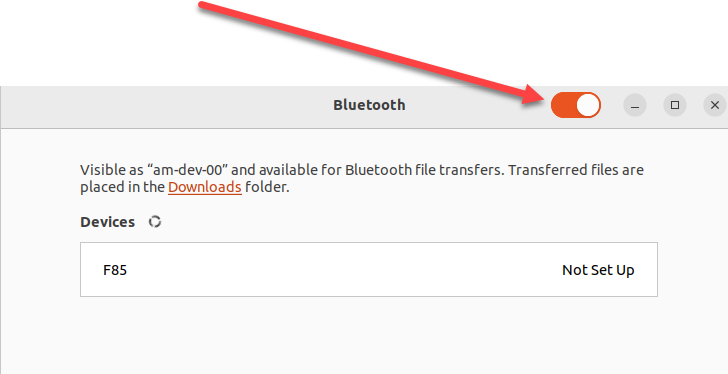 Bluetooth
Visible as “am-dev-00” and available for Bluetooth file transfers. Transferred files are
placed in the Downloads folder.
Devices
F85 Not Set Up